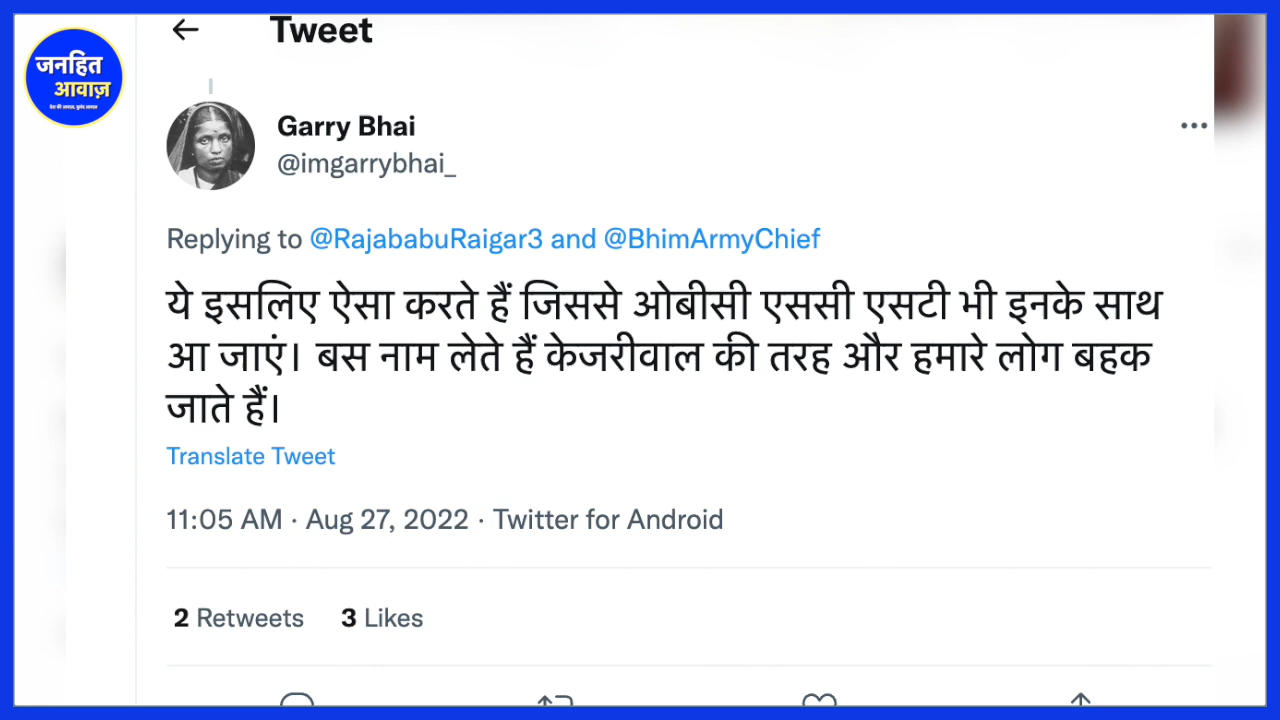 जनहित
आवाज़
Tweet
Garry Bhai
@imgarrybhai_
Replying to @RajababuRaigar3 and @BhimArmyChief
ये इसलिए ऐसा करते हैं जिससे ओबीसी एससी एसटी भी इनके साथ
आ जाएं। बस नाम लेते हैं केजरीवाल की तरह और हमारे लोग बहक
जाते हैं।
Translate Tweet
11:05 AM · Aug 27, 2022 · Twitter for Android
2 Retweets 3 Likes